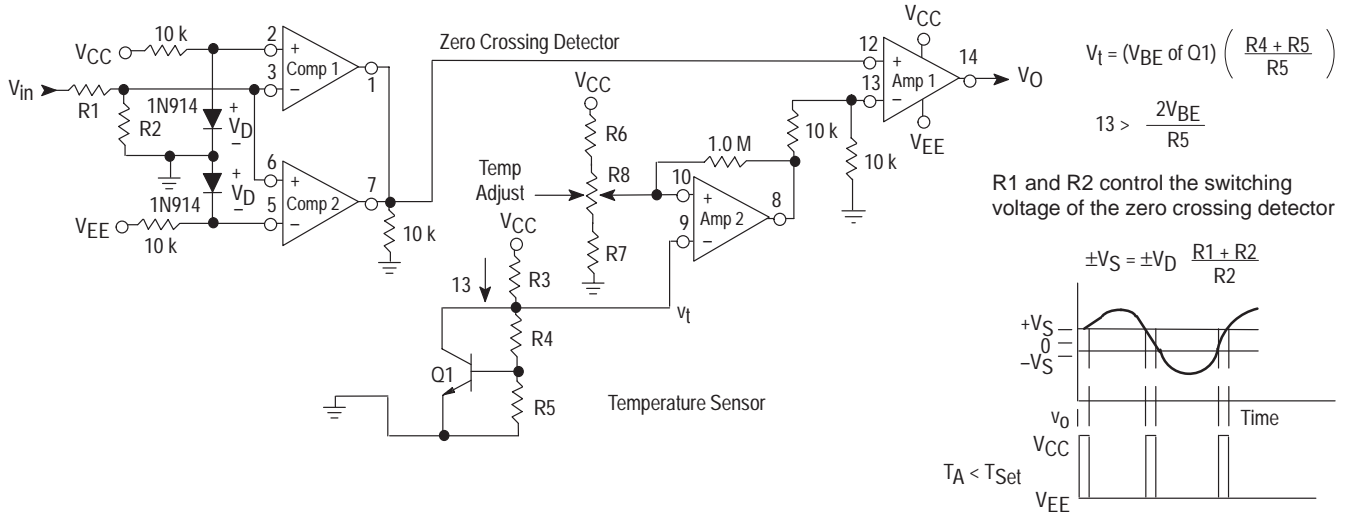 10 k
VCC
2
+
Comp 1
1
3
−
Vin
R1
R2
1N914
+
VD
−
6
+
Comp 2
7
5
−
+
VD
−
1N914
VEE
10 k
10 k
Zero Crossing Detector
VCC
R6
Temp
Adjust
R8
R7
1.0 M
10
+
Amp 2
8
9
−
10 k
10 k
VCC
12
+
Amp 1
14
VO
13
−
VEE
VCC
R3
13
vt
R4
Q1
R5
Temperature Sensor
Vt = (VBE of Q1) ( R4 + R5 / R5 )
13 > 2VBE / R5
R1 and R2 control the switching
voltage of the zero crossing detector
±VS = ±VD R1 + R2 / R2
+VS
0
−VS
vo
Time
VCC
TA < TSet
VEE